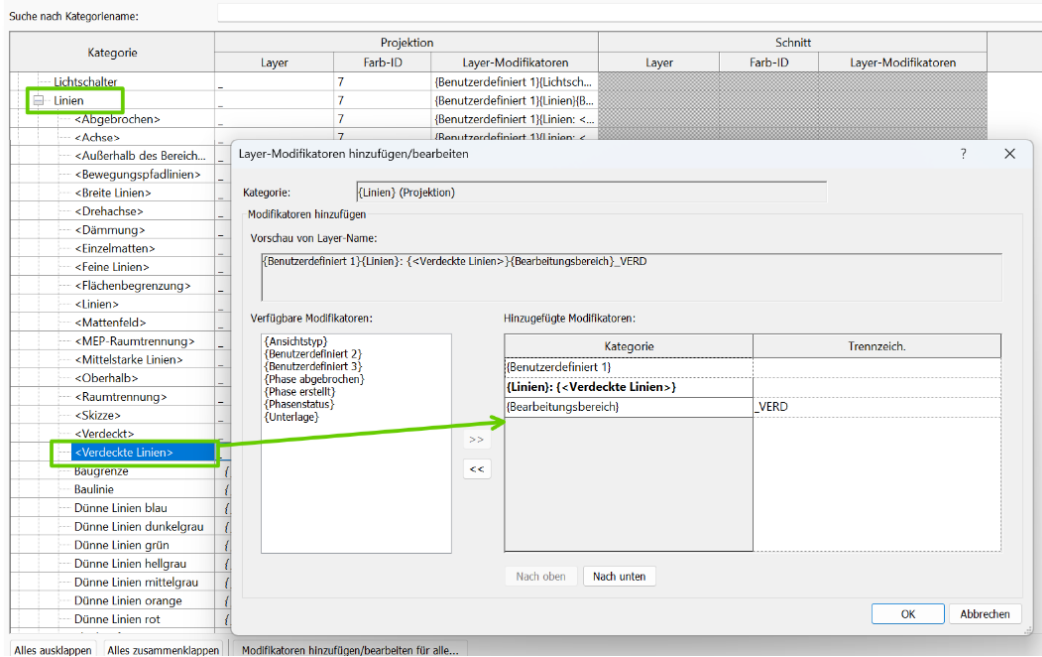 Suche nach Kategoriename:
Kategorie
Projektion
Schnitt
Layer Farb-ID Layer-Modifikatoren Layer Farb-ID Layer-Modifikatoren
Lichtschalter _ 7 {Benutzerdefiniert 1}{Lichtsch...
Linien _ 7 {Benutzerdefiniert 1}{Linien}{B...
<Abgebrochen> _ 7 {Benutzerdefiniert 1}{Linien: <...
<Achse> _ 7 {Benutzerdefiniert 1}{Linien: <...
<Außerhalb des Bereich... _
<Bewegungspfadlinien> _
<Breite Linien> _
<Drehachse> _
<Dämmung> _
<Einzelmatten> _
<Feine Linien> _
<Flächenbegrenzung> _
<Linien> _
<Mattenfeld> _
<MEP-Raumtrennung> _
<Mittelstarke Linien> _
<Oberhalb> _
<Raumtrennung> _
<Skizze> _
<Verdeckt> _
<Verdeckte Linien> _
Baugrenze {
Baulinie {
Dünne Linien blau {
Dünne Linien dunkelgrau {
Dünne Linien grün {
Dünne Linien hellgrau {
Dünne Linien mittelgrau {
Dünne Linien orange {
Dünne Linien rot {
Alles ausklappen Alles zusammenklappen Modifikatoren hinzufügen/bearbeiten für alle...
Layer-Modifikatoren hinzufügen/bearbeiten ? X
Kategorie: {Linien} (Projektion)
Modifikatoren hinzufügen
Vorschau von Layer-Name:
{Benutzerdefiniert 1}{Linien}: {<Verdeckte Linien>}{Bearbeitungsbereich}_VERD
Verfügbare Modifikatoren:
{Ansichtstyp}
{Benutzerdefiniert 2}
{Benutzerdefiniert 3}
{Phase abgebrochen}
{Phase erstellt}
{Phasenstatus}
{Unterlage}
>>
<<
Hinzugefügte Modifikatoren:
Kategorie Trennzeich.
{Benutzerdefiniert 1}
{Linien}: {<Verdeckte Linien>}
{Bearbeitungsbereich} _VERD
Nach oben Nach unten
OK Abbrechen